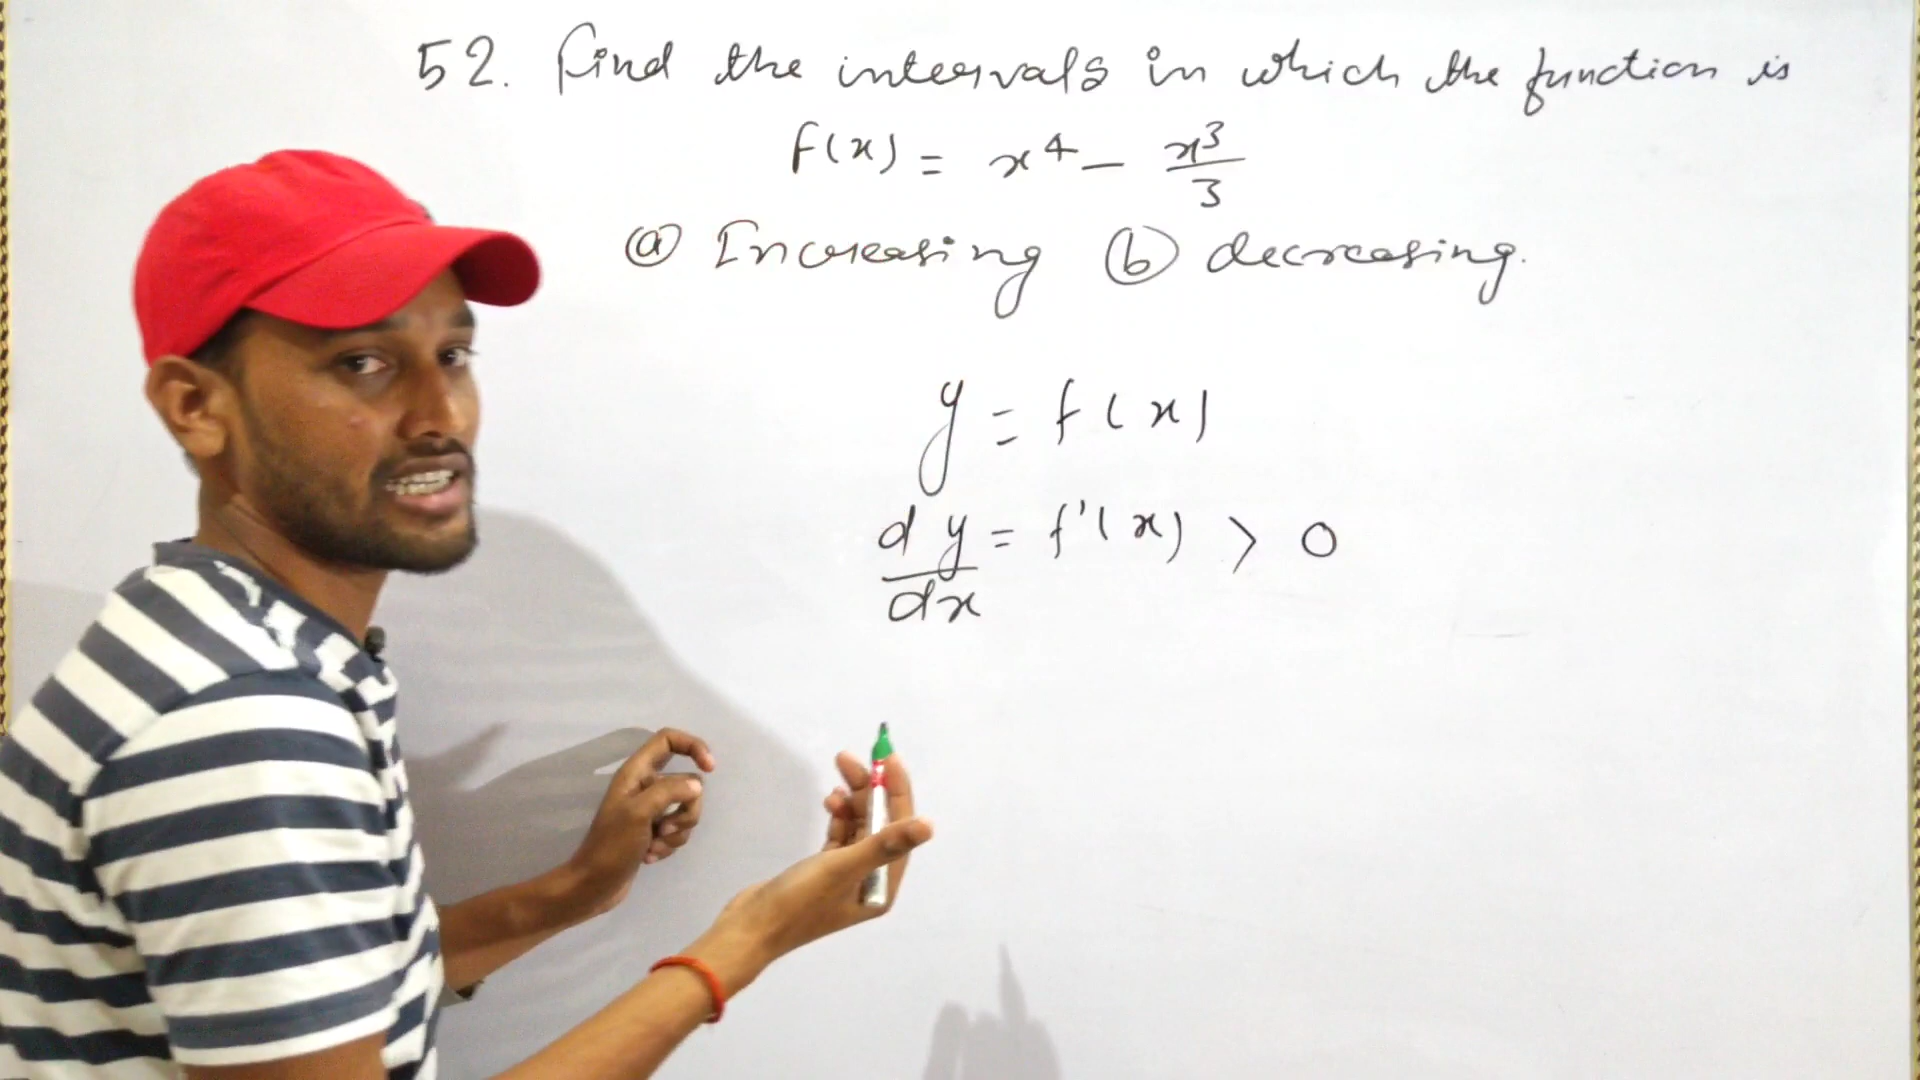 52. Find the intervals in which the function is
f(x) = x⁴ - x³/3
ⓐ Increasing ⓑ decreasing.
y = f(x)
dy/dx = f'(x) > 0